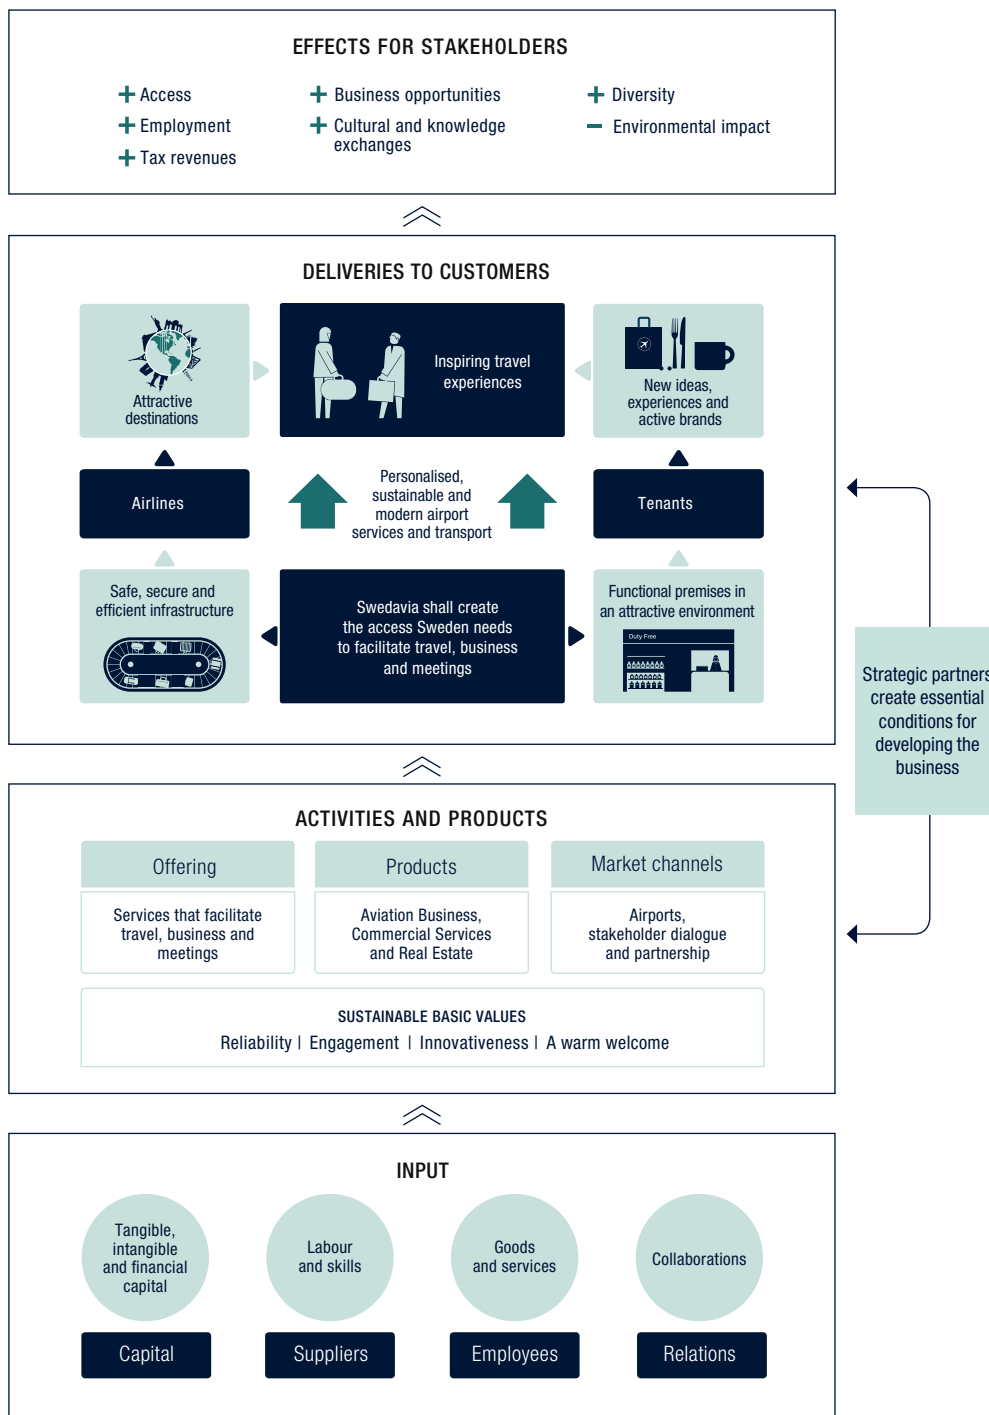 EFFECTS FOR STAKEHOLDERS
+ Access
+ Employment
+ Tax revenues
+ Business opportunities
+ Cultural and knowledge
exchanges
+ Diversity
− Environmental impact
DELIVERIES TO CUSTOMERS
Attractive
destinations
Inspiring travel
experiences
New ideas,
experiences and
active brands
Airlines
Personalised,
sustainable and
modern airport
services and transport
Tenants
Safe, secure and
efficient infrastructure
Swedavia shall create
the access Sweden needs
to facilitate travel, business
and meetings
Functional premises in
an attractive environment
Duty Free
Strategic partners
create essential
conditions for
developing the
business
ACTIVITIES AND PRODUCTS
Offering
Services that facilitate
travel, business and
meetings
Products
Aviation Business,
Commercial Services
and Real Estate
Market channels
Airports,
stakeholder dialogue
and partnership
SUSTAINABLE BASIC VALUES
Reliability | Engagement | Innovativeness | A warm welcome
INPUT
Tangible,
intangible
and financial
capital
Labour
and skills
Goods
and services
Collaborations
Capital
Suppliers
Employees
Relations